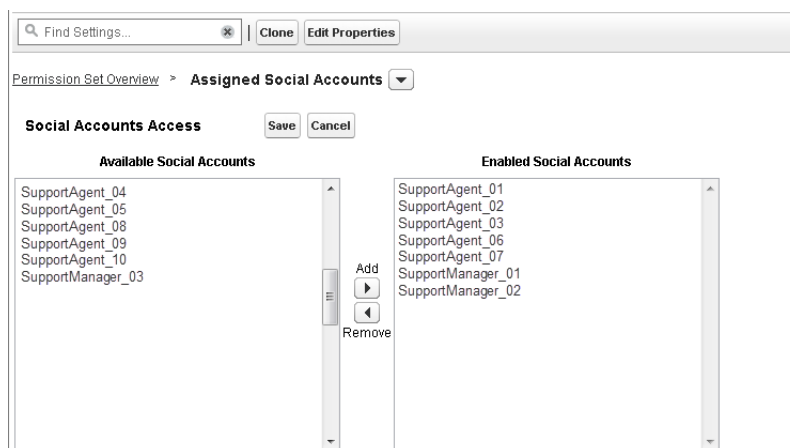 Find Settings...
Clone
Edit Properties
Permission Set Overview > Assigned Social Accounts
Social Accounts Access
Save
Cancel
Available Social Accounts
SupportAgent_04
SupportAgent_05
SupportAgent_08
SupportAgent_09
SupportAgent_10
SupportManager_03
Add
Remove
Enabled Social Accounts
SupportAgent_01
SupportAgent_02
SupportAgent_03
SupportAgent_06
SupportAgent_07
SupportManager_01
SupportManager_02